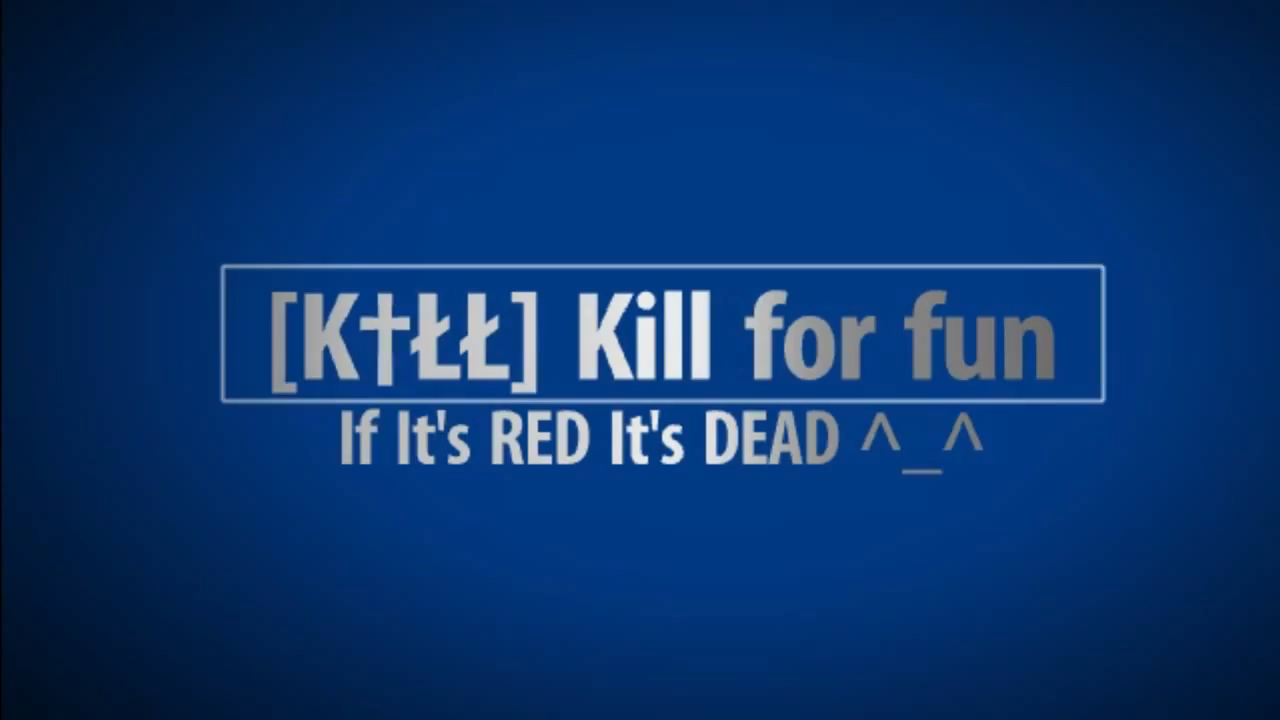 [K†ŁŁ] Kill for fun
If It's RED It's DEAD ^_^